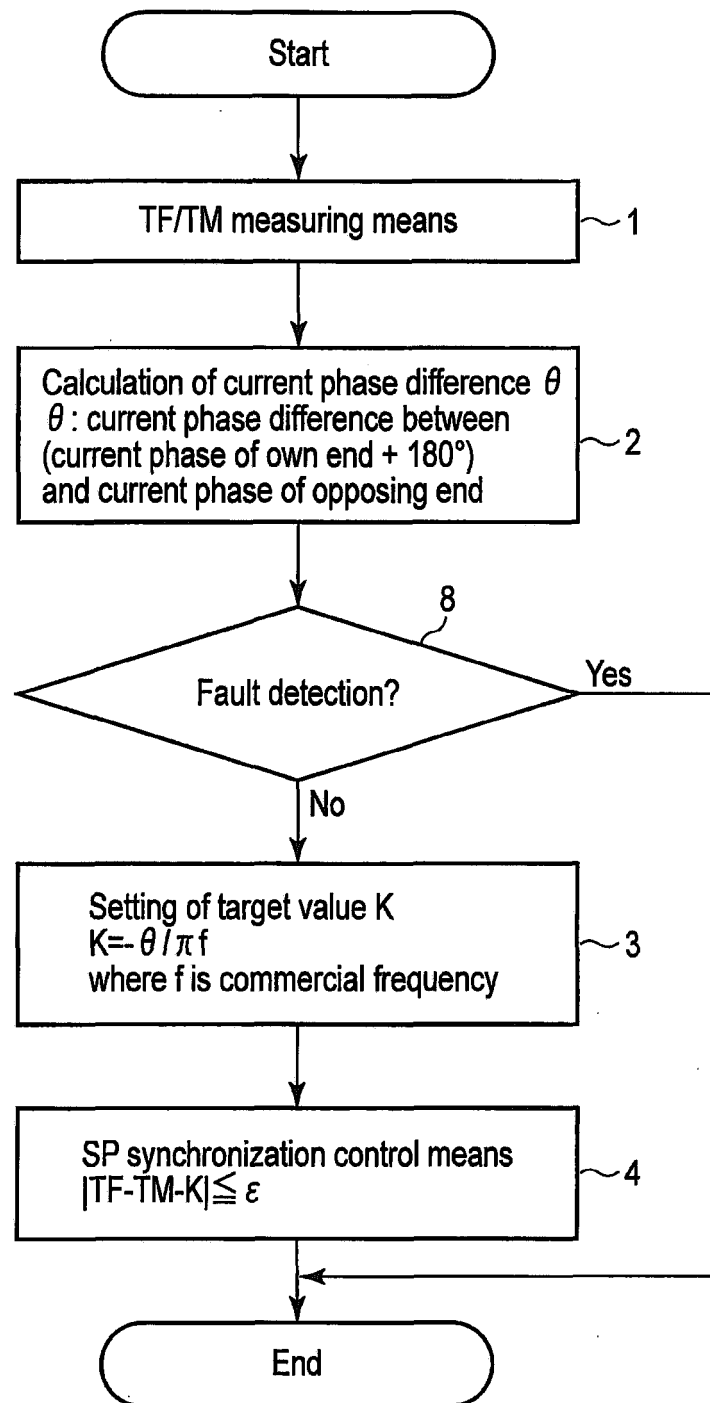 Start
TF/TM measuring means
1
Calculation of current phase difference θ
θ : current phase difference between
(current phase of own end + 180°)
and current phase of opposing end
2
8
Fault detection?
Yes
No
Setting of target value K
K=- θ / π f
where f is commercial frequency
3
SP synchronization control means
|TF-TM-K|≦ ε
4
End